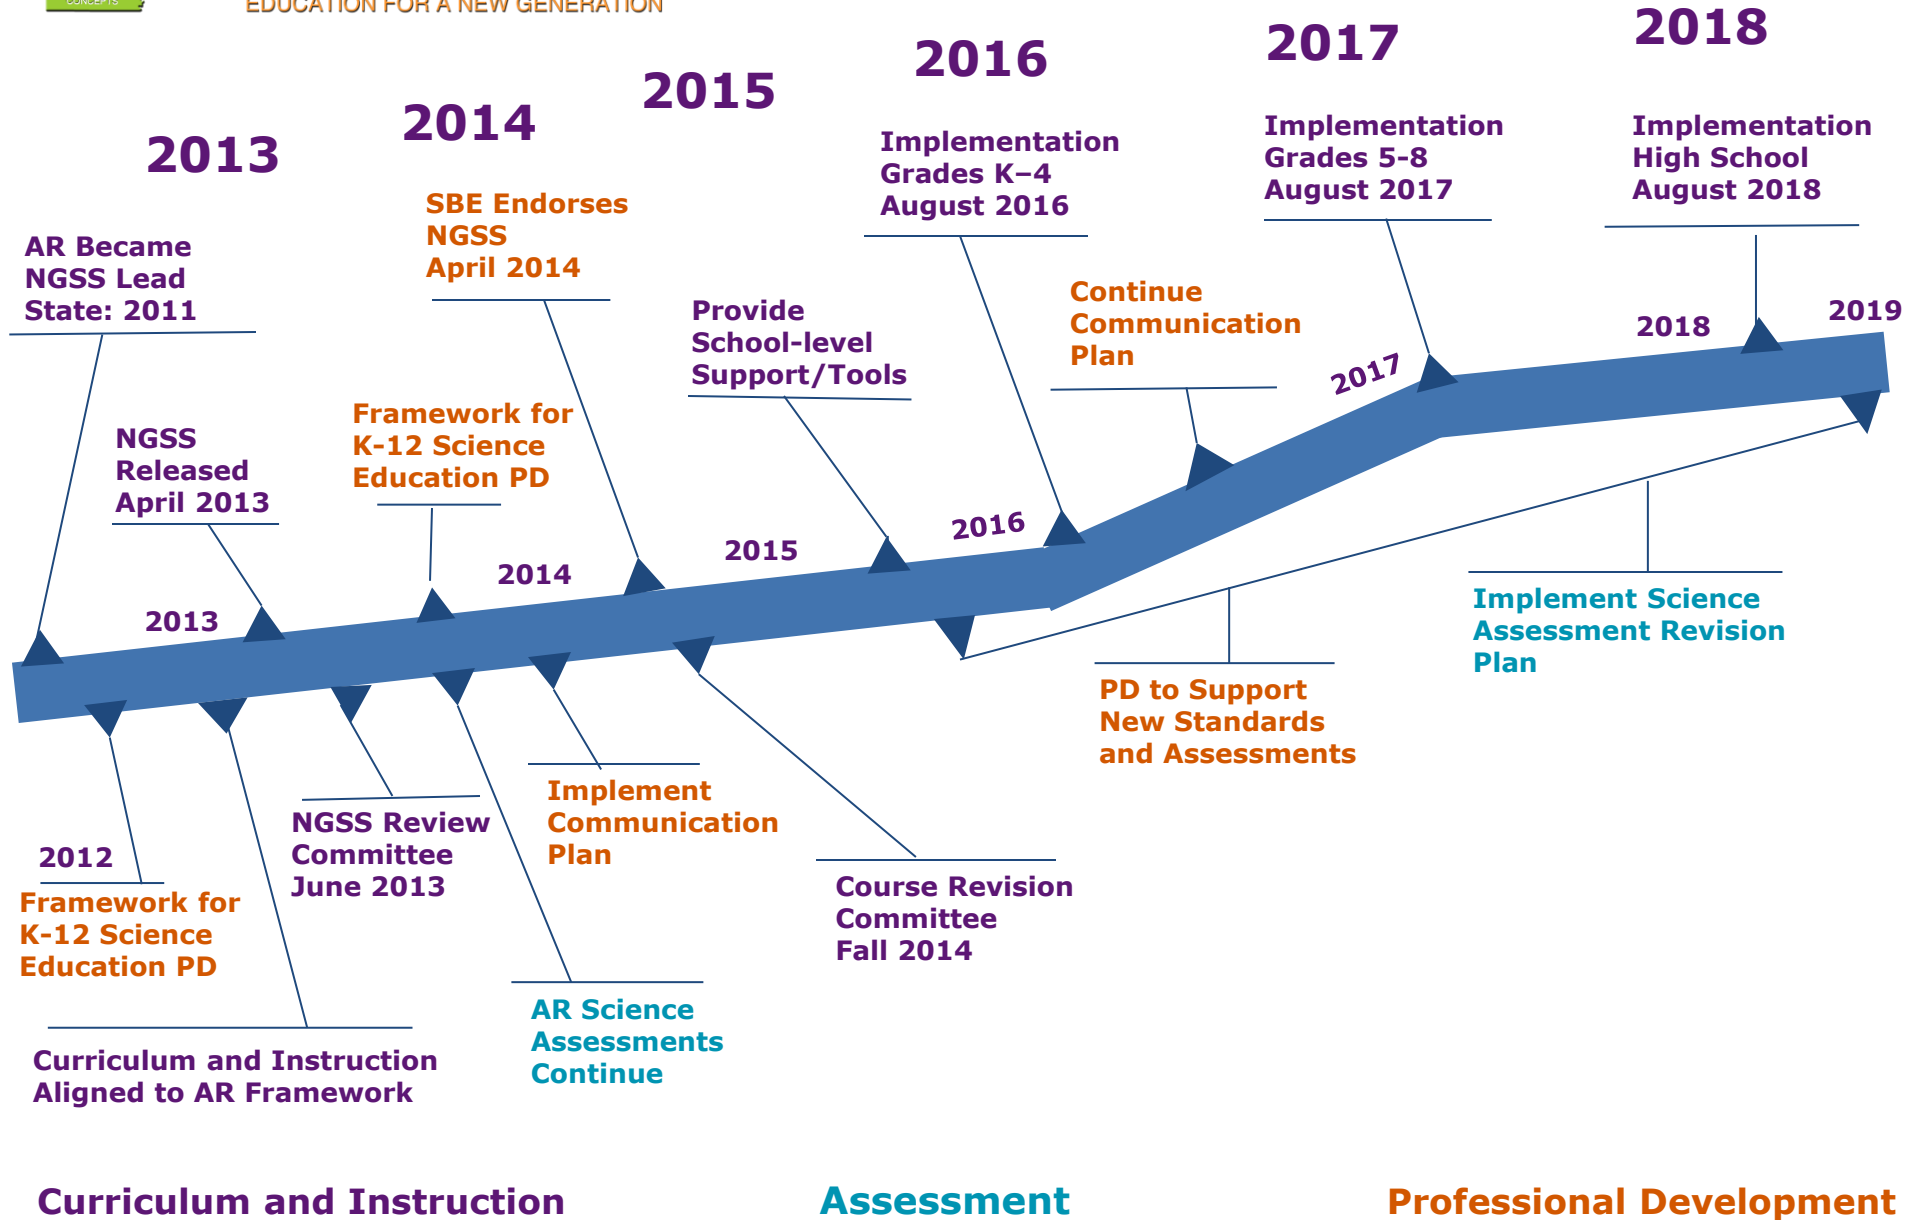 CONCEPTS
EDUCATION FOR A NEW GENERATION
2013
2014
2015
2016
2017
2018
AR Became
NGSS Lead
State: 2011
NGSS
Released
April 2013
Framework for
K-12 Science
Education PD
SBE Endorses
NGSS
April 2014
Provide
School-level
Support/Tools
Implementation
Grades K–4
August 2016
Continue
Communication
Plan
Implementation
Grades 5-8
August 2017
Implementation
High School
August 2018
2013
2014
2015
2016
2017
2018
2019
2012
Framework for
K-12 Science
Education PD
Curriculum and Instruction
Aligned to AR Framework
NGSS Review
Committee
June 2013
AR Science
Assessments
Continue
Implement
Communication
Plan
Course Revision
Committee
Fall 2014
PD to Support
New Standards
and Assessments
Implement Science
Assessment Revision
Plan
Curriculum and Instruction
Assessment
Professional Development